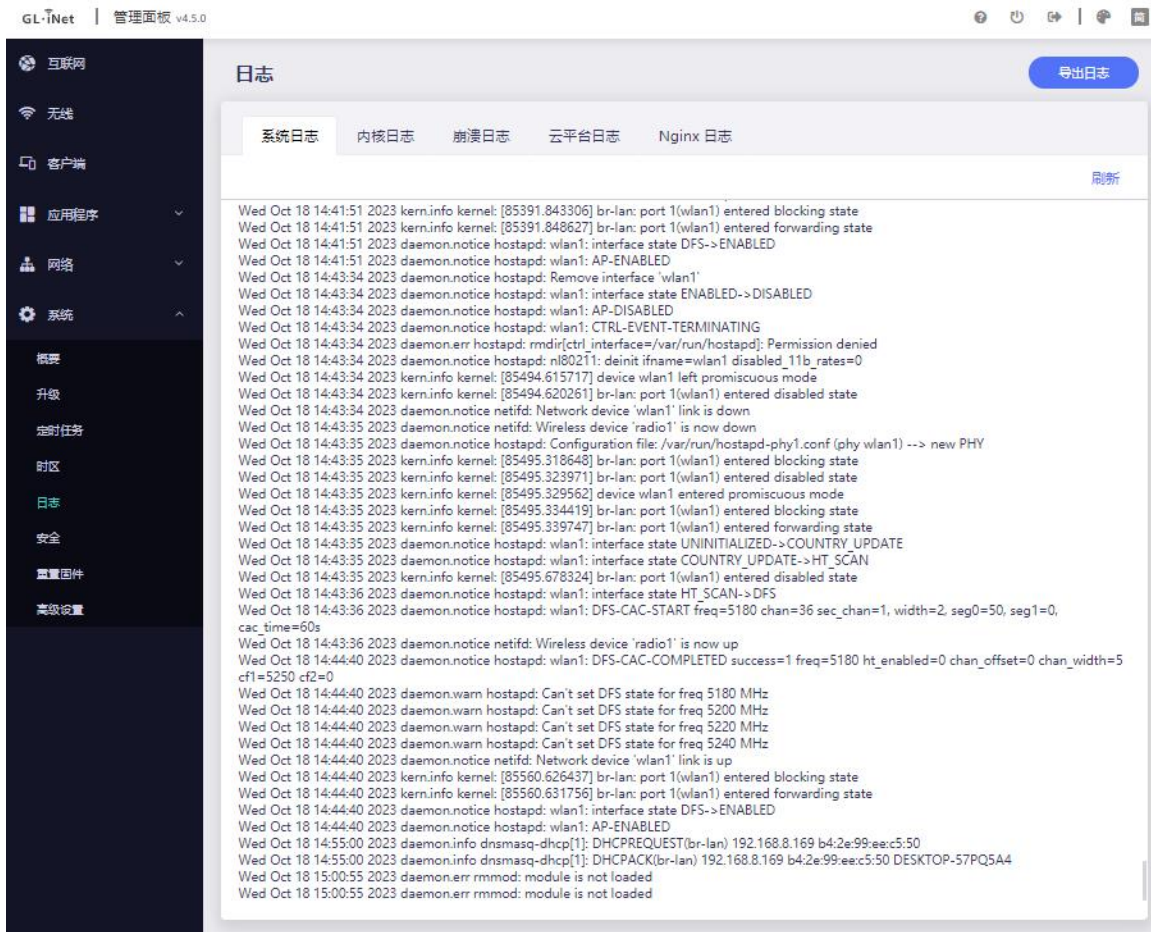 GL·iNet | 管理面板 v4.5.0
简
互联网
无线
客户端
应用程序
网络
系统
概要
升级
定时任务
时区
日志
安全
重置固件
高级设置
日志
导出日志
系统日志 内核日志 崩溃日志 云平台日志 Nginx 日志
刷新
Wed Oct 18 14:41:51 2023 kern.info kernel: [85391.843306] br-lan: port 1(wlan1) entered blocking state
Wed Oct 18 14:41:51 2023 kern.info kernel: [85391.848627] br-lan: port 1(wlan1) entered forwarding state
Wed Oct 18 14:41:51 2023 daemon.notice hostapd: wlan1: interface state DFS->ENABLED
Wed Oct 18 14:41:51 2023 daemon.notice hostapd: wlan1: AP-ENABLED
Wed Oct 18 14:43:34 2023 daemon.notice hostapd: Remove interface 'wlan1'
Wed Oct 18 14:43:34 2023 daemon.notice hostapd: wlan1: interface state ENABLED->DISABLED
Wed Oct 18 14:43:34 2023 daemon.notice hostapd: wlan1: AP-DISABLED
Wed Oct 18 14:43:34 2023 daemon.notice hostapd: wlan1: CTRL-EVENT-TERMINATING
Wed Oct 18 14:43:34 2023 daemon.err hostapd: rmdir[ctrl_interface=/var/run/hostapd]: Permission denied
Wed Oct 18 14:43:34 2023 daemon.notice hostapd: nl80211: deinit ifname=wlan1 disabled_11b_rates=0
Wed Oct 18 14:43:34 2023 kern.info kernel: [85494.615717] device wlan1 left promiscuous mode
Wed Oct 18 14:43:34 2023 kern.info kernel: [85494.620261] br-lan: port 1(wlan1) entered disabled state
Wed Oct 18 14:43:34 2023 daemon.notice netifd: Network device 'wlan1' link is down
Wed Oct 18 14:43:35 2023 daemon.notice netifd: Wireless device 'radio1' is now down
Wed Oct 18 14:43:35 2023 daemon.notice hostapd: Configuration file: /var/run/hostapd-phy1.conf (phy wlan1) --> new PHY
Wed Oct 18 14:43:35 2023 kern.info kernel: [85495.318648] br-lan: port 1(wlan1) entered blocking state
Wed Oct 18 14:43:35 2023 kern.info kernel: [85495.323971] br-lan: port 1(wlan1) entered disabled state
Wed Oct 18 14:43:35 2023 kern.info kernel: [85495.329562] device wlan1 entered promiscuous mode
Wed Oct 18 14:43:35 2023 kern.info kernel: [85495.334419] br-lan: port 1(wlan1) entered blocking state
Wed Oct 18 14:43:35 2023 kern.info kernel: [85495.339747] br-lan: port 1(wlan1) entered forwarding state
Wed Oct 18 14:43:35 2023 daemon.notice hostapd: wlan1: interface state UNINITIALIZED->COUNTRY_UPDATE
Wed Oct 18 14:43:35 2023 daemon.notice hostapd: wlan1: interface state COUNTRY_UPDATE->HT_SCAN
Wed Oct 18 14:43:35 2023 kern.info kernel: [85495.678324] br-lan: port 1(wlan1) entered disabled state
Wed Oct 18 14:43:36 2023 daemon.notice hostapd: wlan1: interface state HT_SCAN->DFS
Wed Oct 18 14:43:36 2023 daemon.notice hostapd: wlan1: DFS-CAC-START freq=5180 chan=36 sec_chan=1, width=2, seg0=50, seg1=0,
cac_time=60s
Wed Oct 18 14:43:36 2023 daemon.notice netifd: Wireless device 'radio1' is now up
Wed Oct 18 14:44:40 2023 daemon.notice hostapd: wlan1: DFS-CAC-COMPLETED success=1 freq=5180 ht_enabled=0 chan_offset=0 chan_width=5
cf1=5250 cf2=0
Wed Oct 18 14:44:40 2023 daemon.warn hostapd: Can't set DFS state for freq 5180 MHz
Wed Oct 18 14:44:40 2023 daemon.warn hostapd: Can't set DFS state for freq 5200 MHz
Wed Oct 18 14:44:40 2023 daemon.warn hostapd: Can't set DFS state for freq 5220 MHz
Wed Oct 18 14:44:40 2023 daemon.warn hostapd: Can't set DFS state for freq 5240 MHz
Wed Oct 18 14:44:40 2023 daemon.notice netifd: Network device 'wlan1' link is up
Wed Oct 18 14:44:40 2023 kern.info kernel: [85560.626437] br-lan: port 1(wlan1) entered blocking state
Wed Oct 18 14:44:40 2023 kern.info kernel: [85560.631756] br-lan: port 1(wlan1) entered forwarding state
Wed Oct 18 14:44:40 2023 daemon.notice hostapd: wlan1: interface state DFS->ENABLED
Wed Oct 18 14:44:40 2023 daemon.notice hostapd: wlan1: AP-ENABLED
Wed Oct 18 14:55:00 2023 daemon.info dnsmasq-dhcp[1]: DHCPREQUEST(br-lan) 192.168.8.169 b4:2e:99:ee:c5:50
Wed Oct 18 14:55:00 2023 daemon.info dnsmasq-dhcp[1]: DHCPACK(br-lan) 192.168.8.169 b4:2e:99:ee:c5:50 DESKTOP-57PQ5A4
Wed Oct 18 15:00:55 2023 daemon.err rmmod: module is not loaded
Wed Oct 18 15:00:55 2023 daemon.err rmmod: module is not loaded